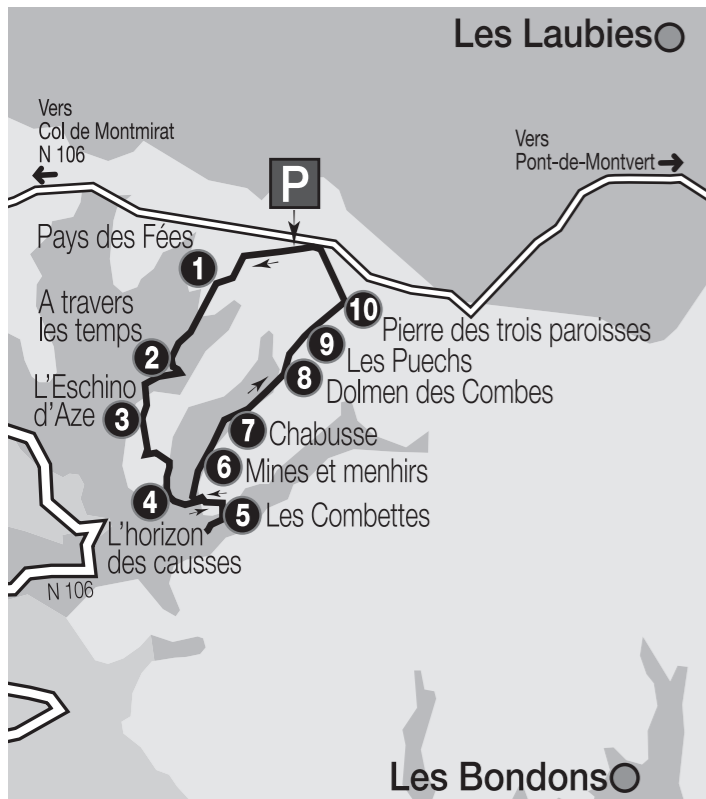 Les Laubies
Vers
Col de Montmirat
N 106
Vers
Pont-de-Montvert
P
Pays des Fées
1
A travers
les temps
2
L'Eschino
d'Aze
3
10
Pierre des trois paroisses
9
Les Puechs
8
Dolmen des Combes
7
Chabusse
6
Mines et menhirs
4
L'horizon
des causses
5
Les Combettes
N 106
Les Bondons